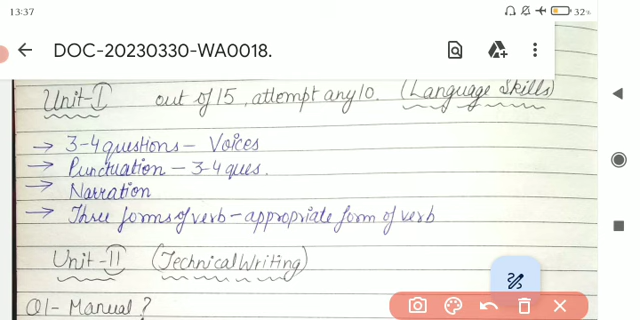 13:37
32%
DOC-20230330-WA0018.
Unit-I out of 15, attempt any 10. (Language Skills)
→ 3-4 questions - Voices
→ Punctuation - 3-4 ques.
→ Narration
→ Three forms of verb - appropriate form of verb
Unit-II (Technical Writing)
Q1- Manual?